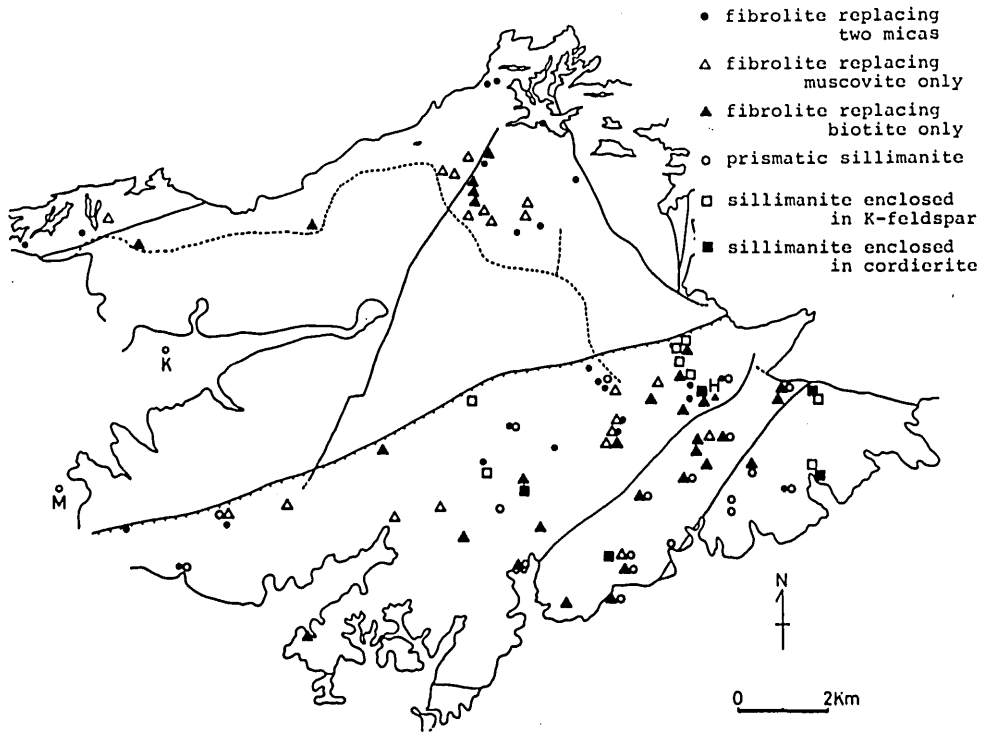 fibrolite replacing
two micas
fibrolite replacing
muscovite only
fibrolite replacing
biotite only
prismatic sillimanite
sillimanite enclosed
in K-feldspar
sillimanite enclosed
in cordierite
K
H
M
N
0 2Km